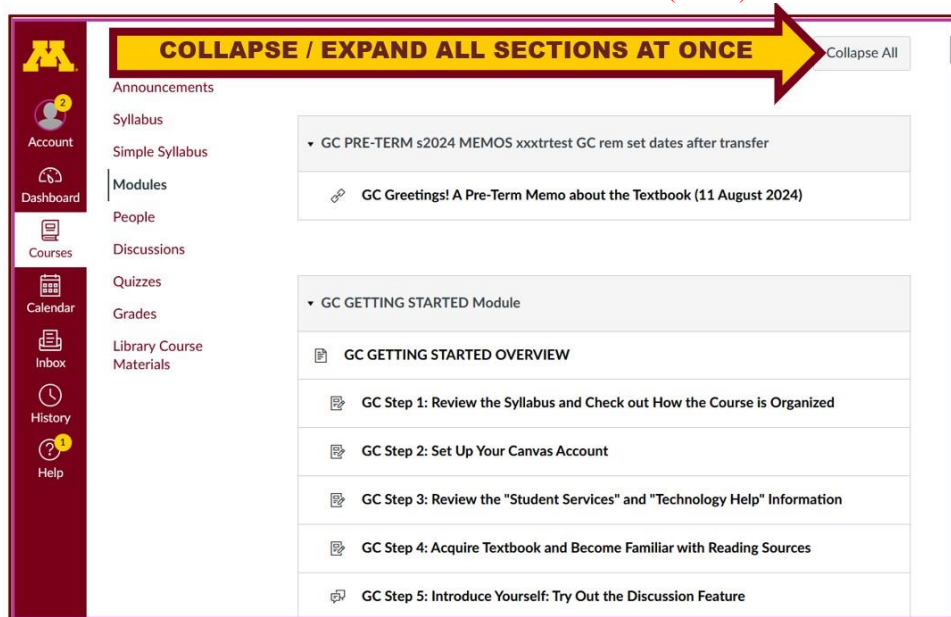 COLLAPSE / EXPAND ALL SECTIONS AT ONCE
Collapse All
M
2
Account
Dashboard
Courses
Calendar
Inbox
History
1
Help
Announcements
Syllabus
Simple Syllabus
Modules
People
Discussions
Quizzes
Grades
Library Course
Materials
GC PRE-TERM s2024 MEMOS xxxtrtest GC rem set dates after transfer
GC Greetings! A Pre-Term Memo about the Textbook (11 August 2024)
GC GETTING STARTED Module
GC GETTING STARTED OVERVIEW
GC Step 1: Review the Syllabus and Check out How the Course is Organized
GC Step 2: Set Up Your Canvas Account
GC Step 3: Review the "Student Services" and "Technology Help" Information
GC Step 4: Acquire Textbook and Become Familiar with Reading Sources
GC Step 5: Introduce Yourself: Try Out the Discussion Feature